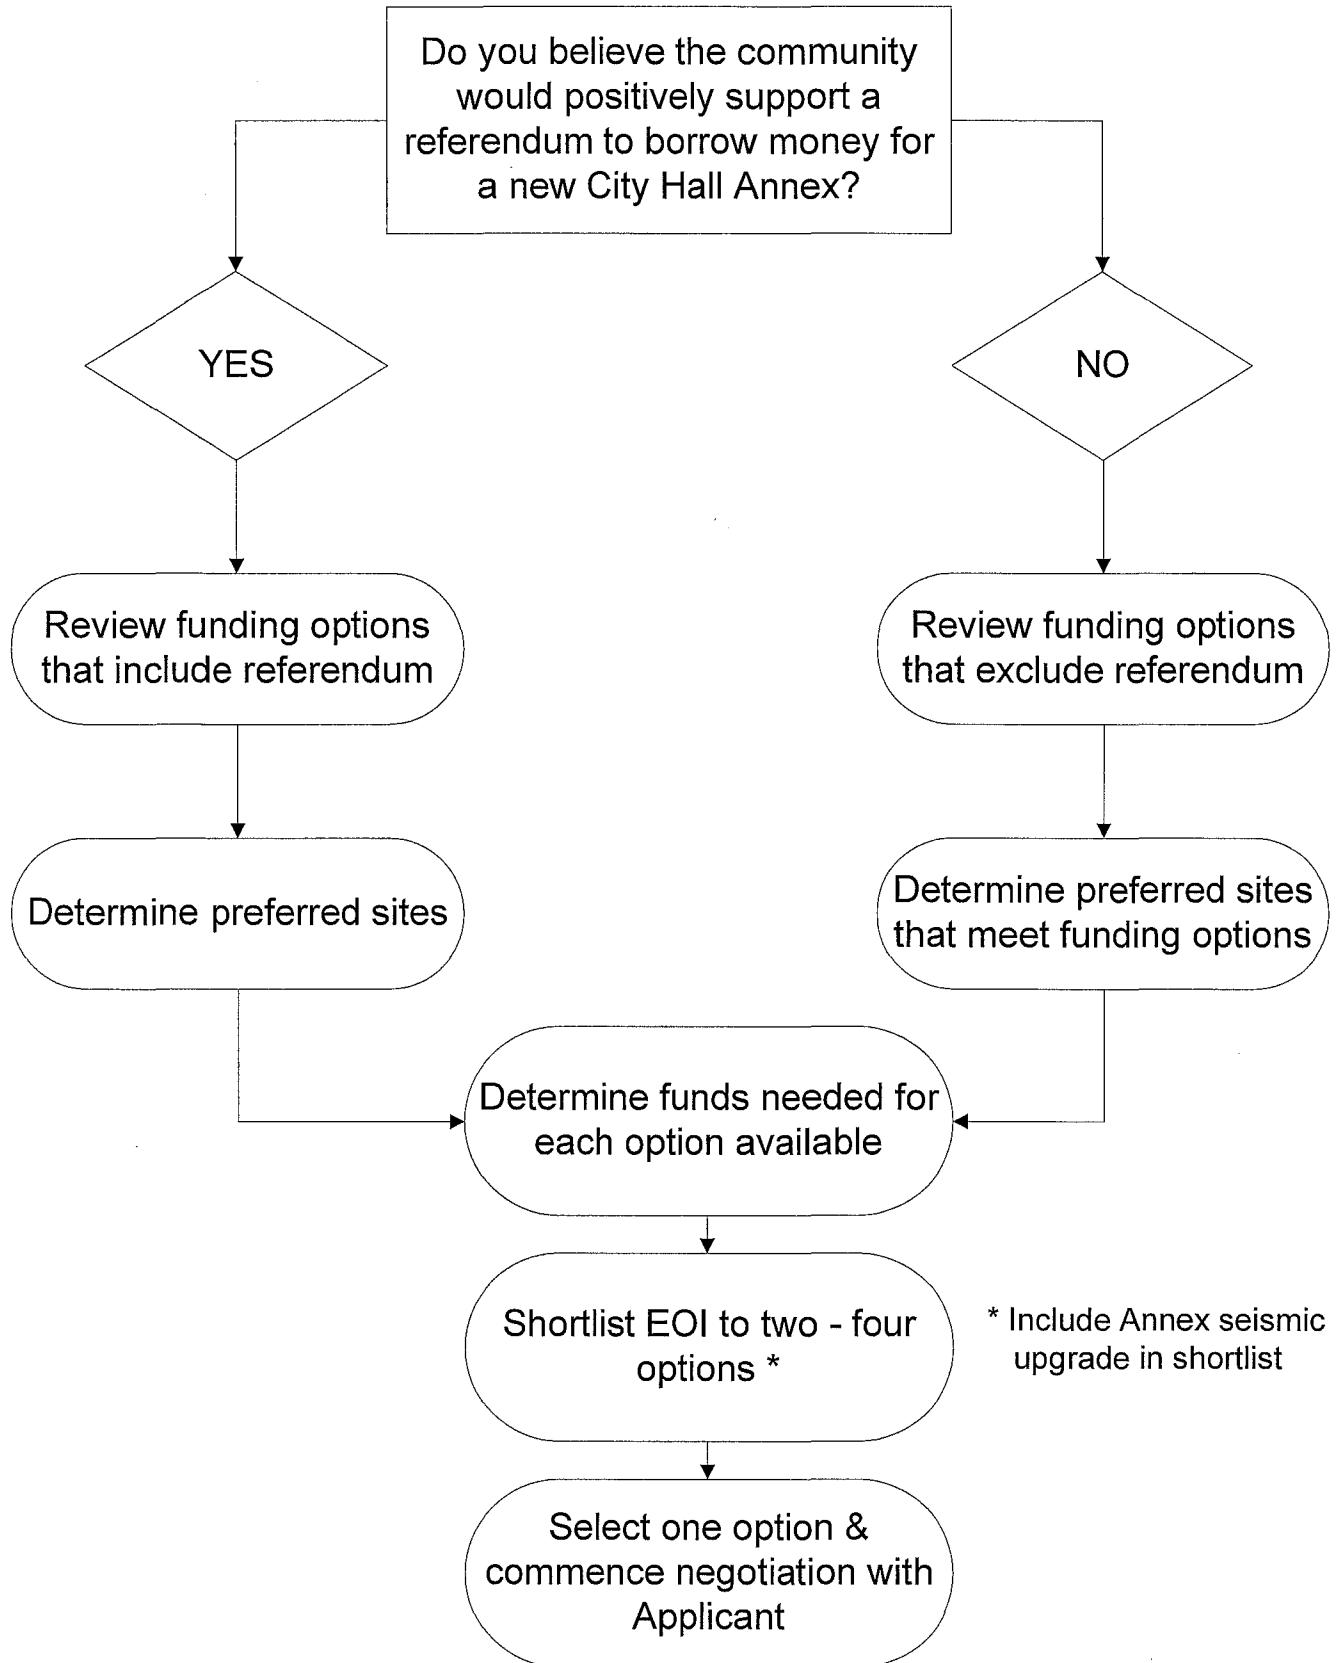 Do you believe the community
would positively support a
referendum to borrow money for
a new City Hall Annex?
YES
NO
Review funding options
that include referendum
Review funding options
that exclude referendum
Determine preferred sites
Determine preferred sites
that meet funding options
Determine funds needed for
each option available
Shortlist EOI to two - four
options *
* Include Annex seismic
upgrade in shortlist
Select one option &
commence negotiation with
Applicant